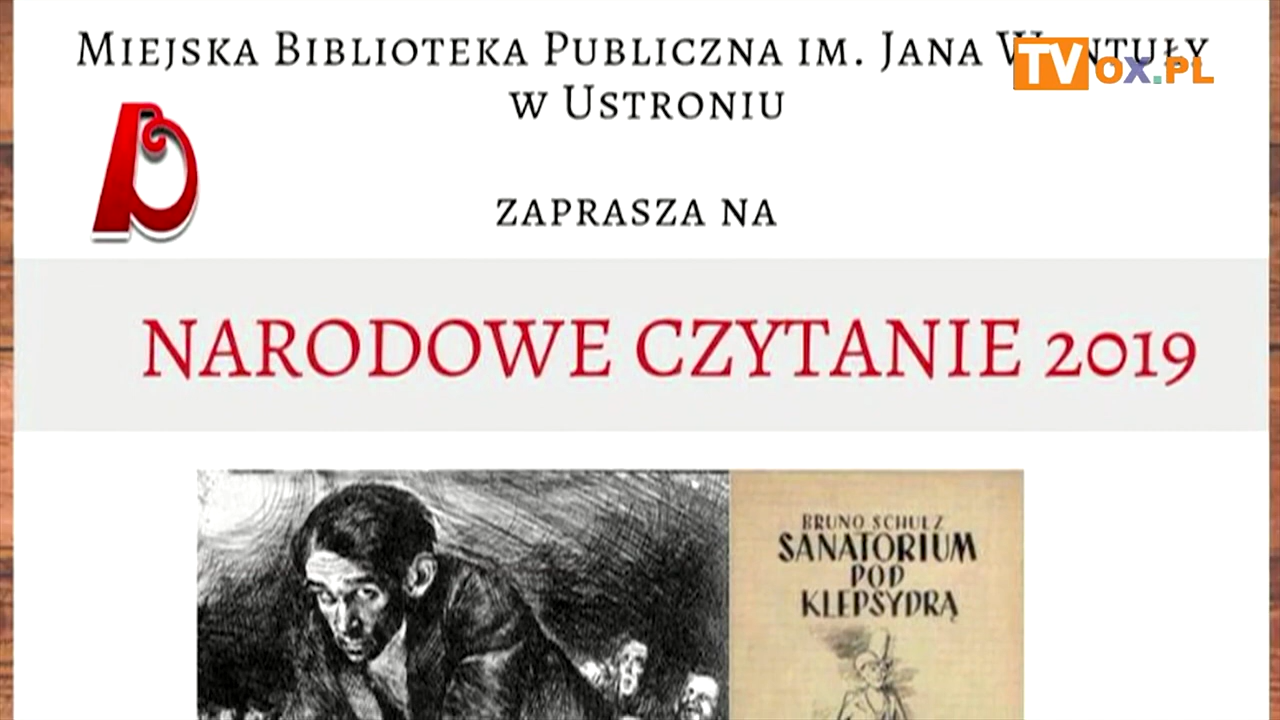 Miejska Biblioteka Publiczna im. Jana
w Ustroniu
TVox.pl
zaprasza na
NARODOWE CZYTANIE 2019
BRUNO SCHULZ
SANATORIUM
POD
KLEPSYDRĄ